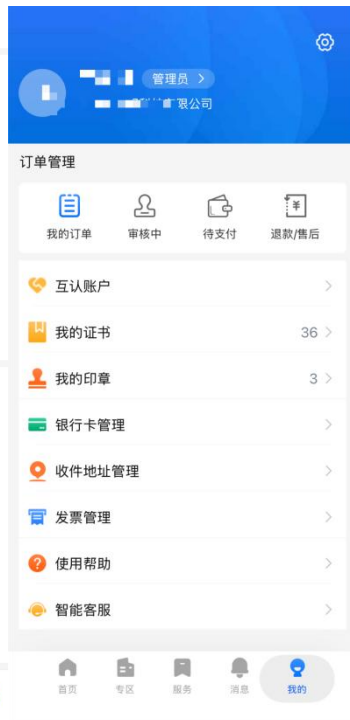 管理员 >
限公司
订单管理
我的订单 审核中 待支付 退款/售后
互认账户
我的证书 36
我的印章 3
银行卡管理
收件地址管理
发票管理
使用帮助
智能客服
首页 专区 服务 消息 我的